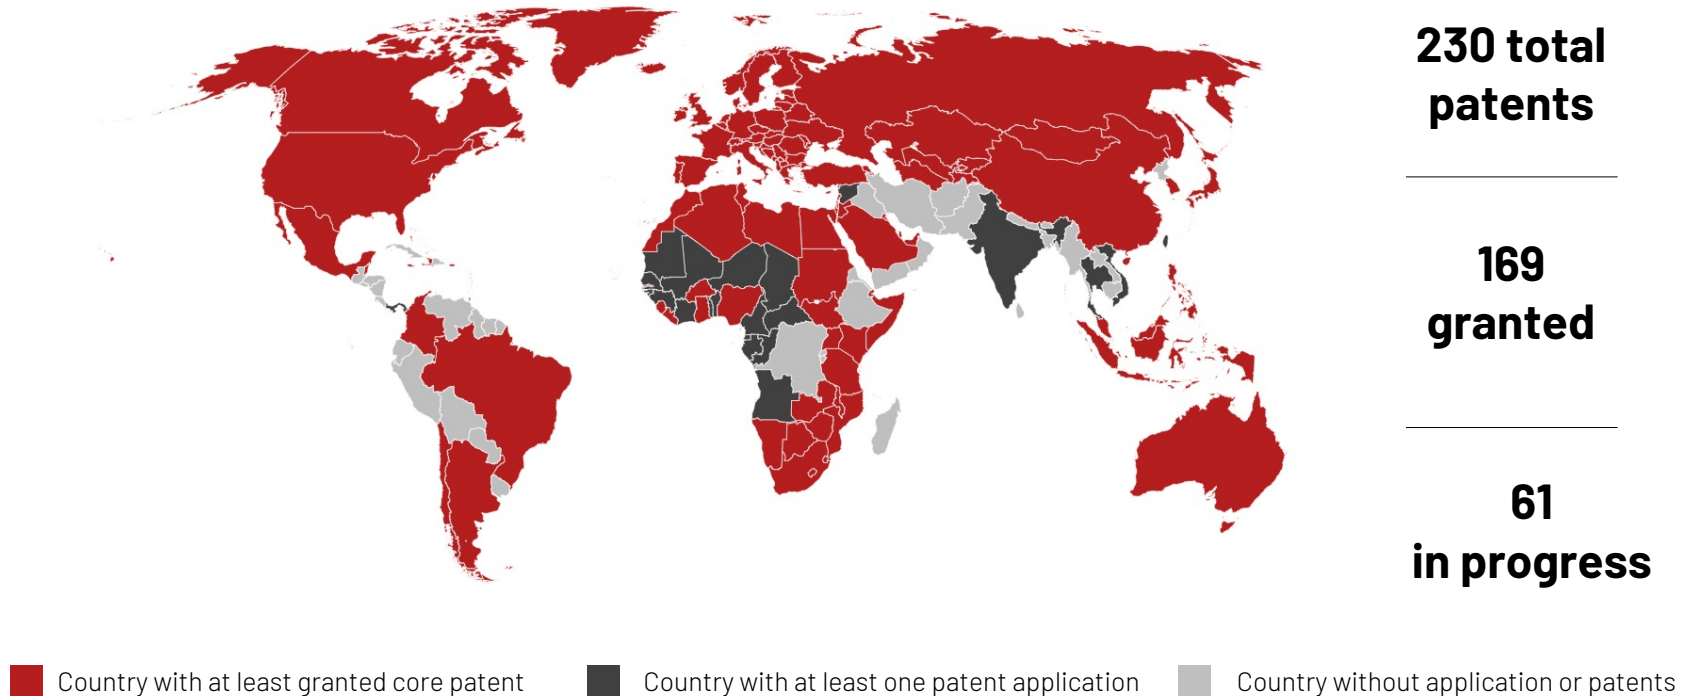 230 total
patents
169
granted
61
in progress
Country with at least granted core patent
Country with at least one patent application
Country without application or patents